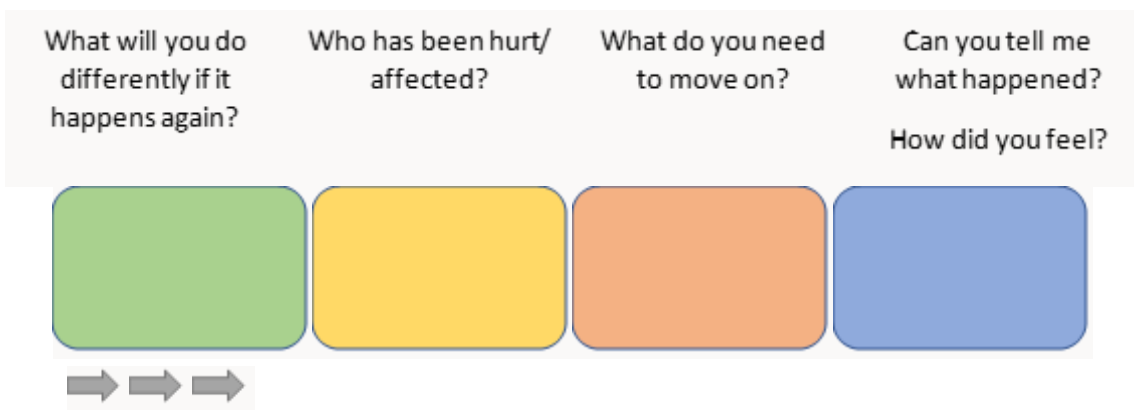 What will you do
differently if it
happens again?
Who has been hurt/
affected?
What do you need
to move on?
Can you tell me
what happened?
How did you feel?